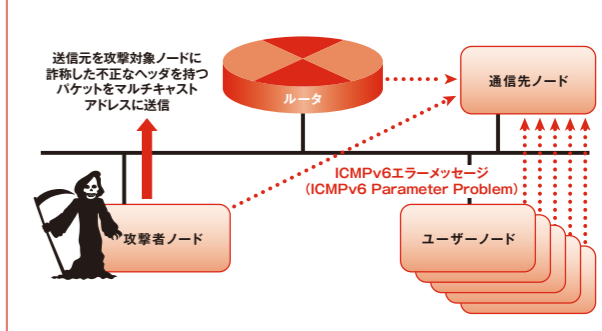 送信元を攻撃対象ノードに
詐称した不正なヘッダを持つ
パケットをマルチキャスト
アドレスに送信
ルータ
通信先ノード
ICMPv6エラーメッセージ
（ICMPv6 Parameter Problem）
攻撃者ノード
ユーザーノード